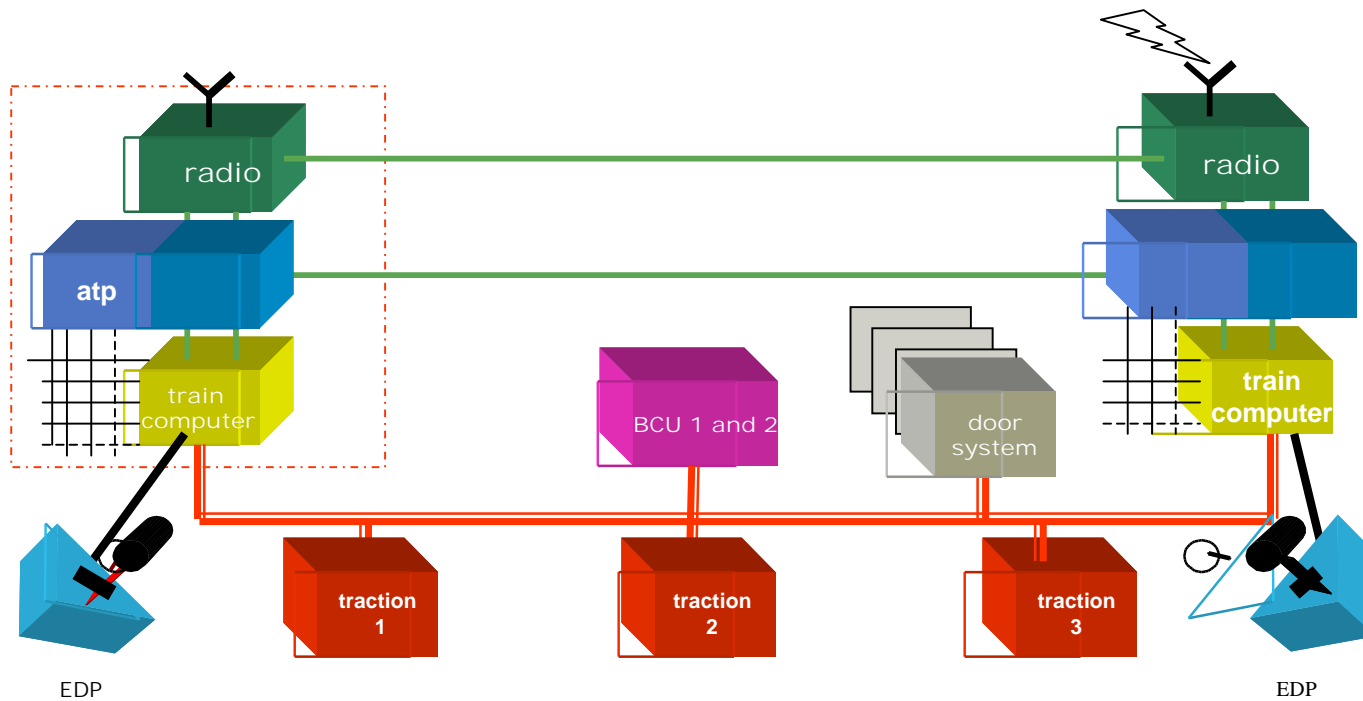 radio
radio
atp
train
computer
BCU 1 and 2
door
system
train
computer
traction
1
traction
2
traction
3
EDP
EDP